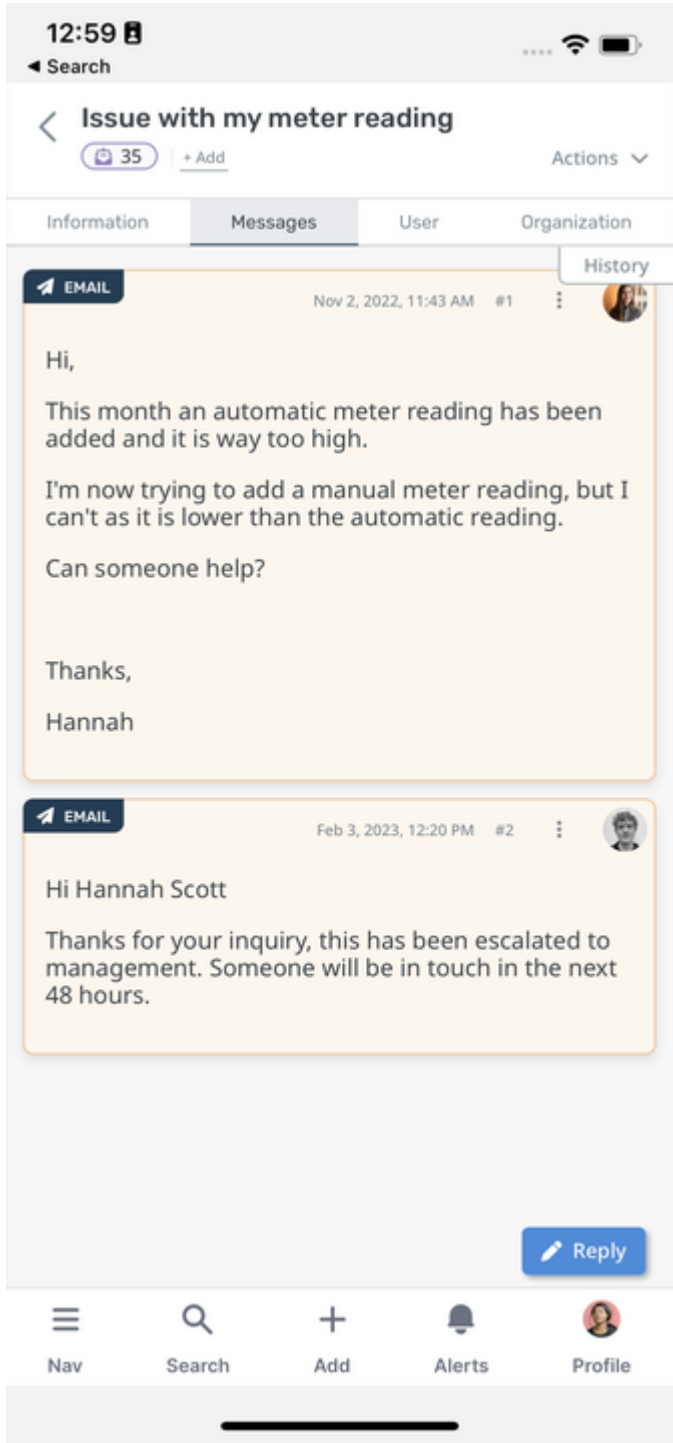 12:59
◀ Search
Issue with my meter reading
35 + Add
Actions
Information Messages User Organization
History
EMAIL
Nov 2, 2022, 11:43 AM #1
Hi,
This month an automatic meter reading has been
added and it is way too high.
I'm now trying to add a manual meter reading, but I
can't as it is lower than the automatic reading.
Can someone help?
Thanks,
Hannah
EMAIL
Feb 3, 2023, 12:20 PM #2
Hi Hannah Scott
Thanks for your inquiry, this has been escalated to
management. Someone will be in touch in the next
48 hours.
Reply
Nav Search Add Alerts Profile